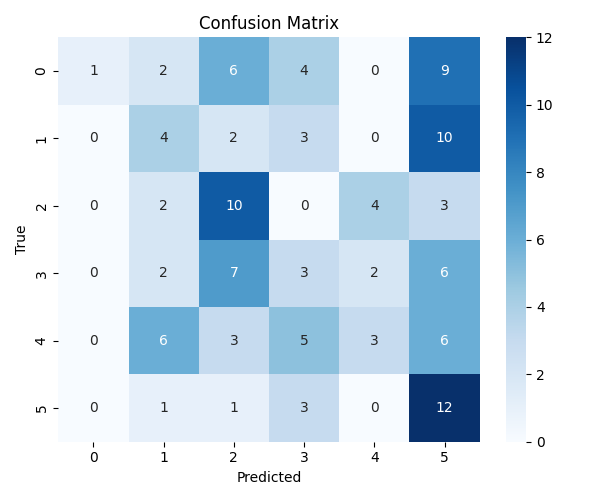 Confusion Matrix
True
0 1 2 6 4 0 9
1 0 4 2 3 0 10
2 0 2 10 0 4 3
3 0 2 7 3 2 6
4 0 6 3 5 3 6
5 0 1 1 3 0 12
0 1 2 3 4 5
Predicted
12
10
8
6
4
2
0